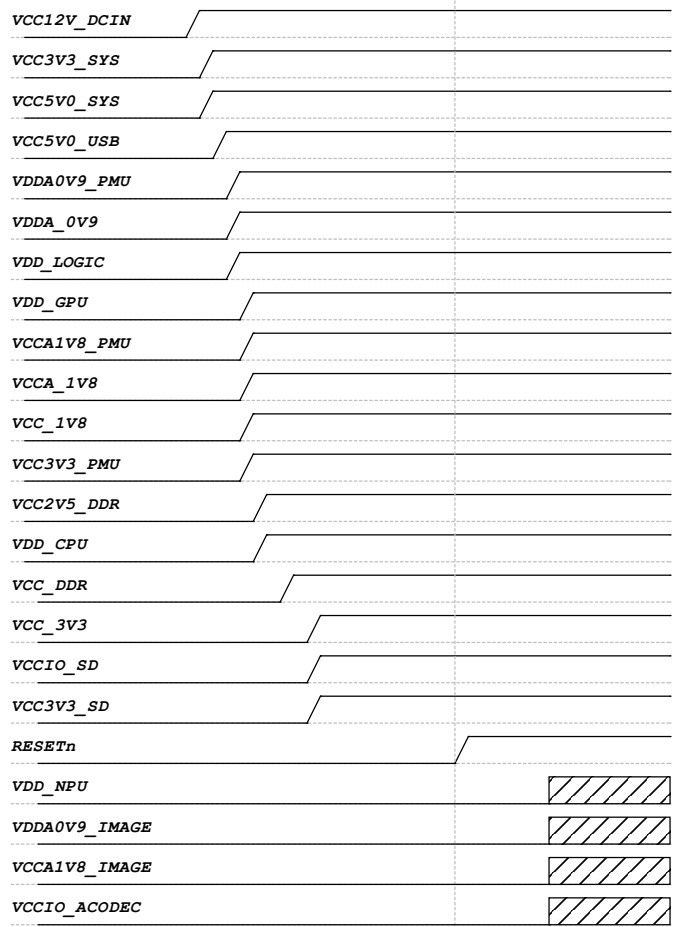 VCC12V_DCIN
VCC3V3_SYS
VCC5V0_SYS
VCC5V0_USB
VDDA0V9_PMU
VDDA_0V9
VDD_LOGIC
VDD_GPU
VCCA1V8_PMU
VCCA_1V8
VCC_1V8
VCC3V3_PMU
VCC2V5_DDR
VDD_CPU
VCC_DDR
VCC_3V3
VCCIO_SD
VCC3V3_SD
RESETn
VDD_NPU
VDDA0V9_IMAGE
VCCA1V8_IMAGE
VCCIO_ACODEC